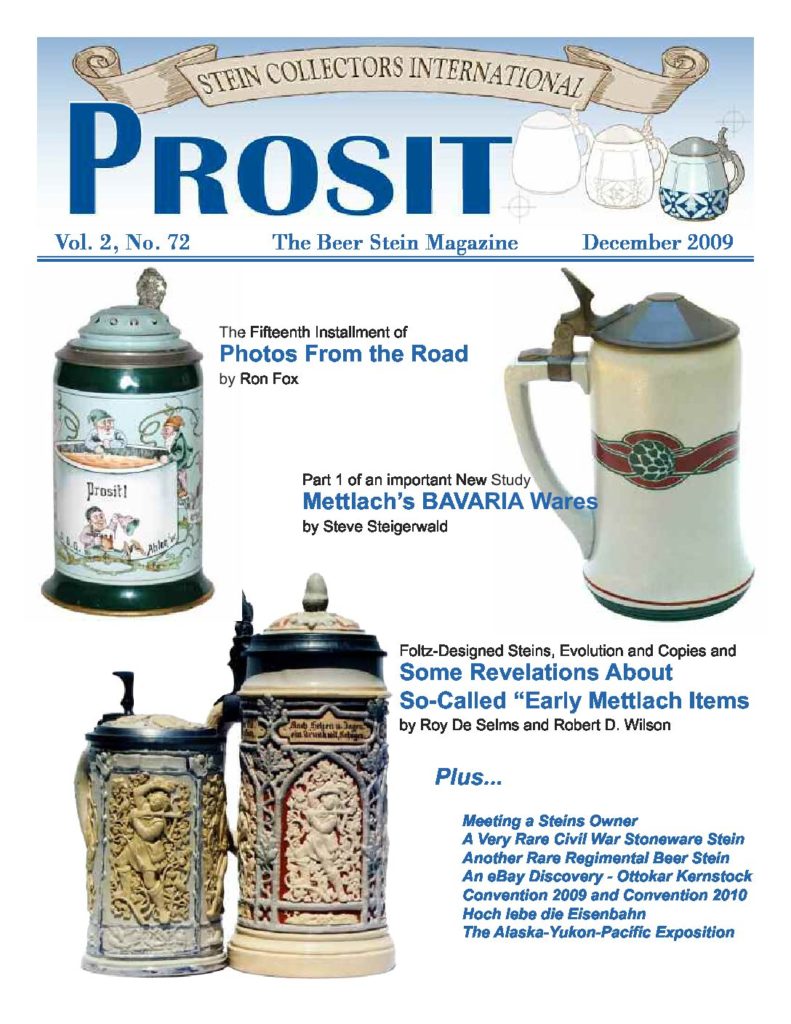 STEIN COLLECTORS INTERNATIONAL
PROSIT
Vol. 2, No. 72 The Beer Stein Magazine December 2009
The Fifteenth Installment of
Photos From the Road
by Ron Fox
Prosit!
Part 1 of an important New Study
Mettlach's BAVARIA Wares
by Steve Steigerwald
Foltz-Designed Steins, Evolution and Copies and
Some Revelations About
So-Called “Early Mettlach Items
by Roy De Selms and Robert D. Wilson
Plus...
Meeting a Steins Owner
A Very Rare Civil War Stoneware Stein
Another Rare Regimental Beer Stein
An eBay Discovery - Ottokar Kernstock
Convention 2009 and Convention 2010
Hoch lebe die Eisenbahn
The Alaska-Yukon-Pacific Exposition